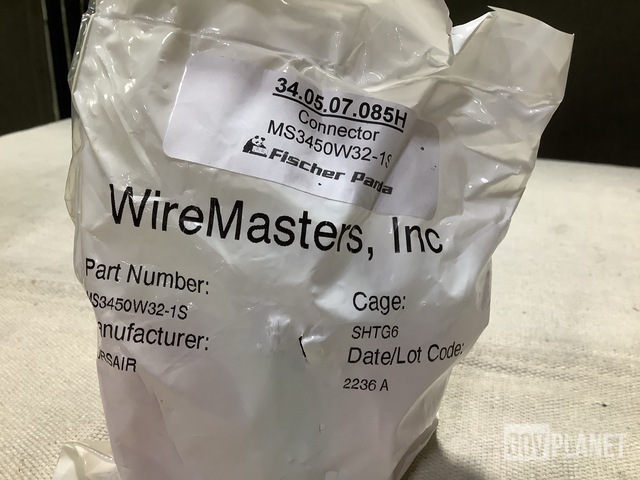 34.05.07.085H
Connector
MS3450W32-1S
Fischer Panda
WireMasters, Inc
Part Number:
MS3450W32-1S
Manufacturer:
Cage:
SHTG6
Date/Lot Code:
2236 A
GOVPLANET